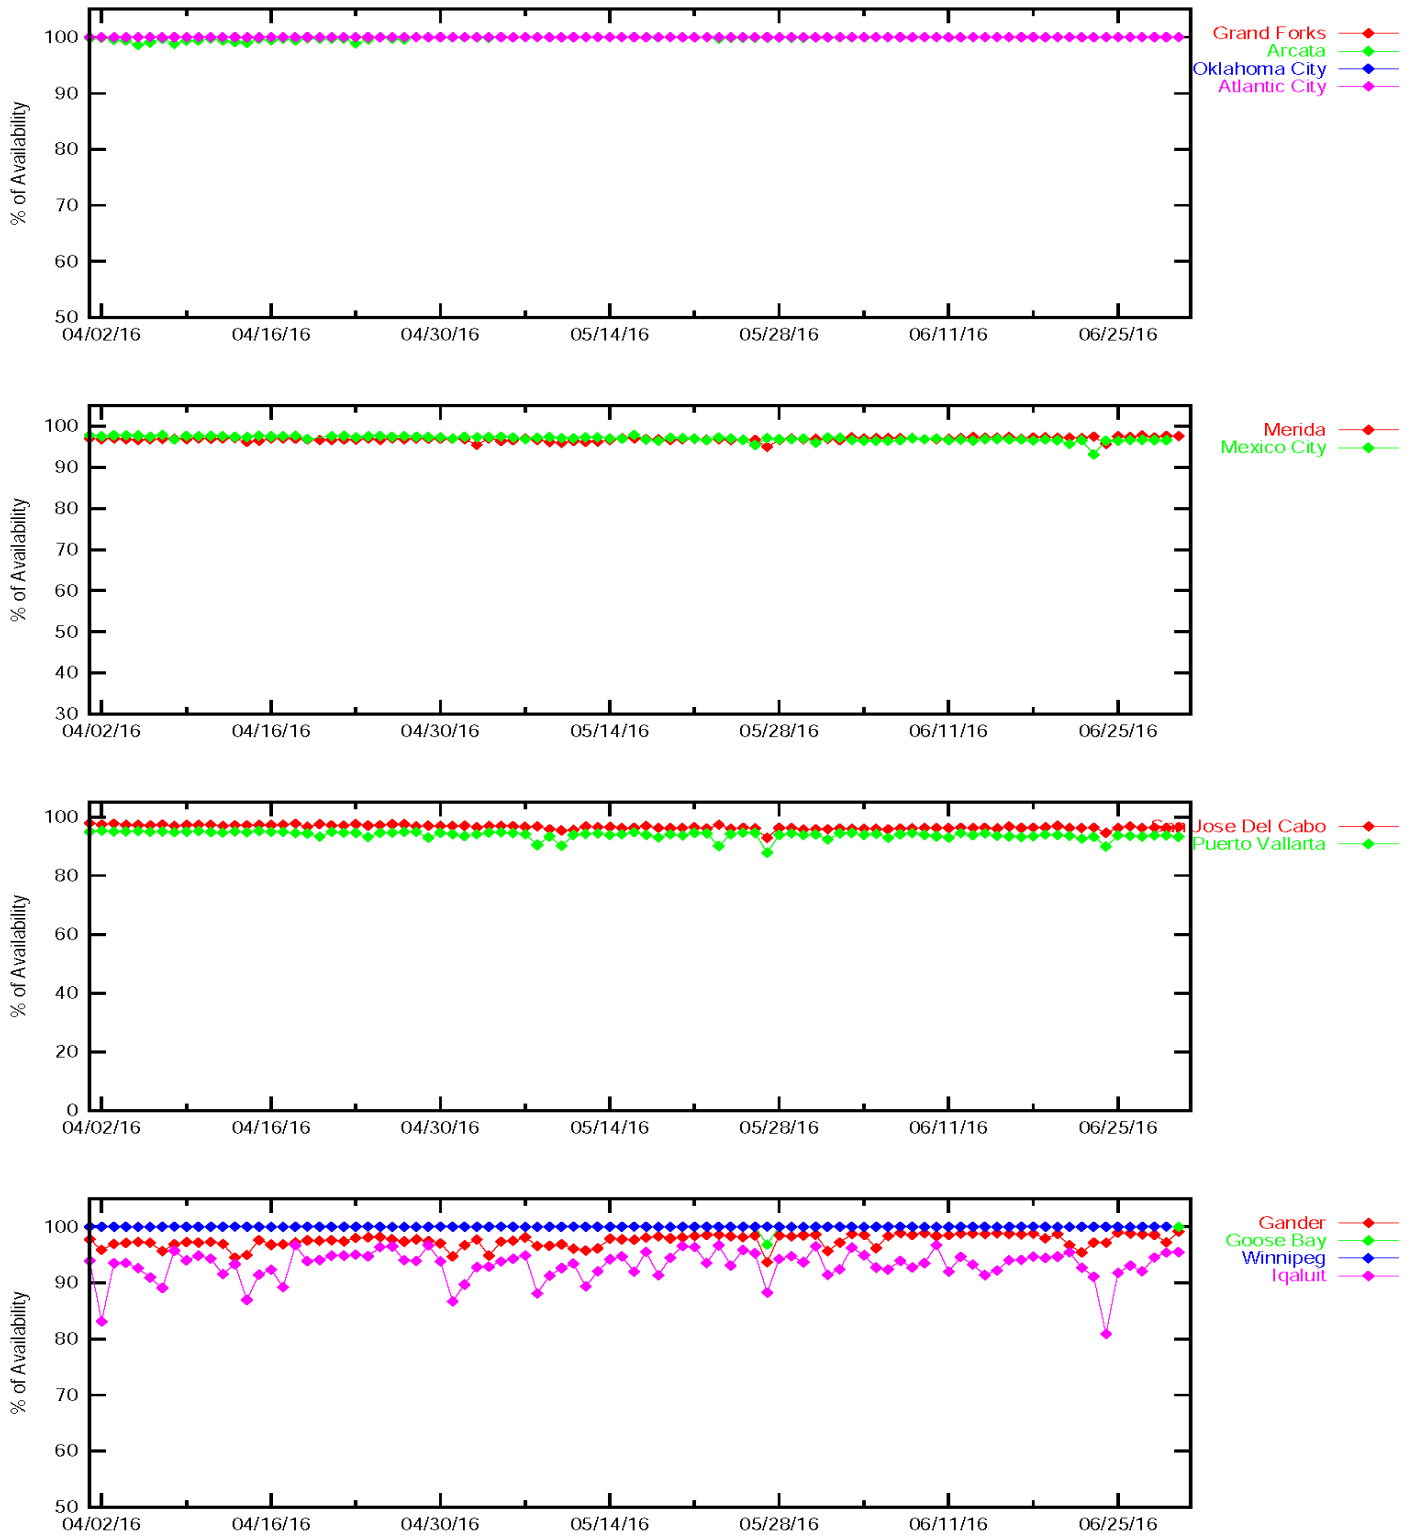 % of Availability
100
90
80
70
60
50
04/02/16 04/16/16 04/30/16 05/14/16 05/28/16 06/11/16 06/25/16
Grand Forks
Arcata
Oklahoma City
Atlantic City
% of Availability
100
90
80
70
60
50
40
30
04/02/16 04/16/16 04/30/16 05/14/16 05/28/16 06/11/16 06/25/16
Merida
Mexico City
% of Availability
100
80
60
40
20
0
04/02/16 04/16/16 04/30/16 05/14/16 05/28/16 06/11/16 06/25/16
San Jose Del Cabo
Puerto Vallarta
% of Availability
100
90
80
70
60
50
04/02/16 04/16/16 04/30/16 05/14/16 05/28/16 06/11/16 06/25/16
Gander
Goose Bay
Winnipeg
Iqaluit